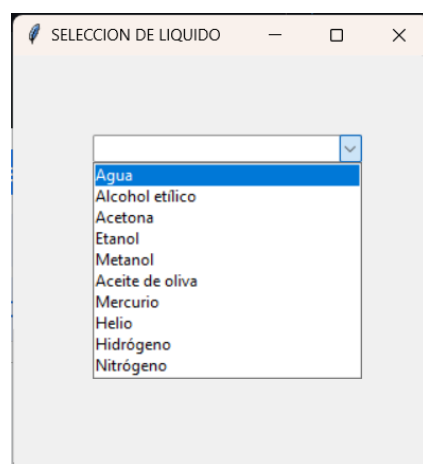 SELECCION DE LIQUIDO
Agua
Alcohol etílico
Acetona
Etanol
Metanol
Aceite de oliva
Mercurio
Helio
Hidrógeno
Nitrógeno